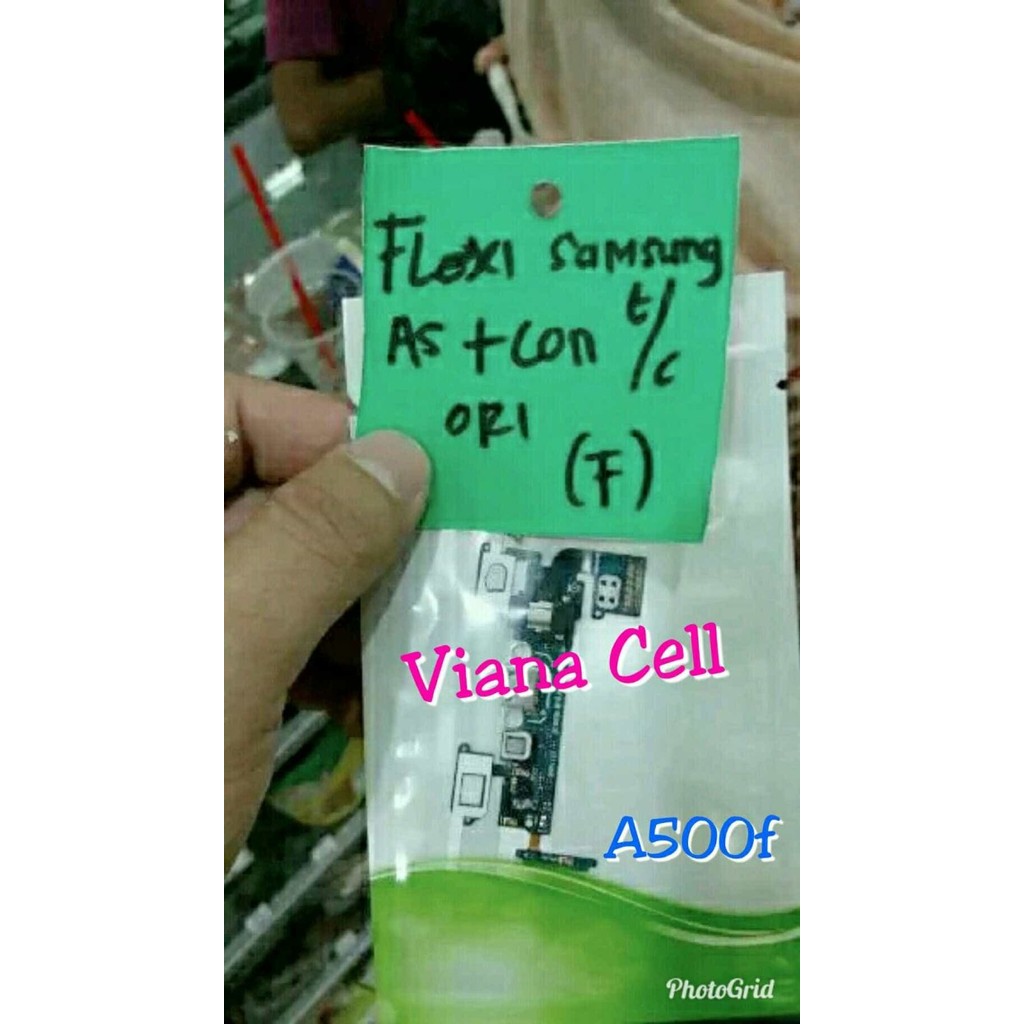 FLexi samsung
A5 + con t/c
ORI
(F)
Viana Cell
A500f
PhotoGrid